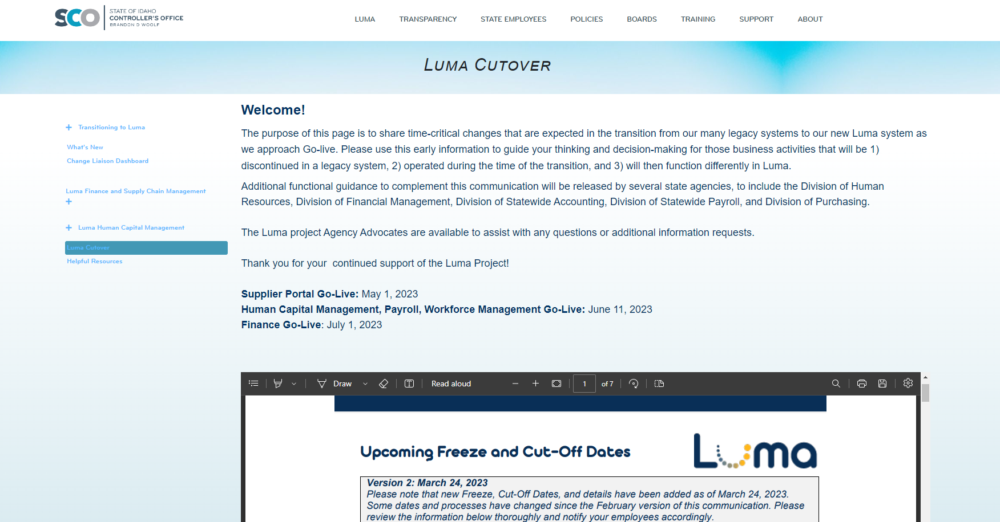 SCO
STATE OF IDAHO
CONTROLLER'S OFFICE
BRANDON D WOOLF
LUMA TRANSPARENCY STATE EMPLOYEES POLICIES BOARDS TRAINING SUPPORT ABOUT
LUMA CUTOVER
Transitioning to Luma
What's New
Change Liaison Dashboard
Luma Finance and Supply Chain Management
Luma Human Capital Management
Luma Cutover
Helpful Resources
Welcome!
The purpose of this page is to share time-critical changes that are expected in the transition from our many legacy systems to our new Luma system as
we approach Go-live. Please use this early information to guide your thinking and decision-making for those business activities that will be 1)
discontinued in a legacy system, 2) operated during the time of the transition, and 3) will then function differently in Luma.
Additional functional guidance to complement this communication will be released by several state agencies, to include the Division of Human
Resources, Division of Financial Management, Division of Statewide Accounting, Division of Statewide Payroll, and Division of Purchasing.
The Luma project Agency Advocates are available to assist with any questions or additional information requests.
Thank you for your  continued support of the Luma Project!
Supplier Portal Go-Live: May 1, 2023
Human Capital Management, Payroll, Workforce Management Go-Live: June 11, 2023
Finance Go-Live: July 1, 2023
Draw Read aloud 1 of 7
Upcoming Freeze and Cut-Off Dates
Luma
Version 2: March 24, 2023
Please note that new Freeze, Cut-Off Dates, and details have been added as of March 24, 2023.
Some dates and processes have changed since the February version of this communication. Please
review the information below thoroughly and notify your employees accordingly.